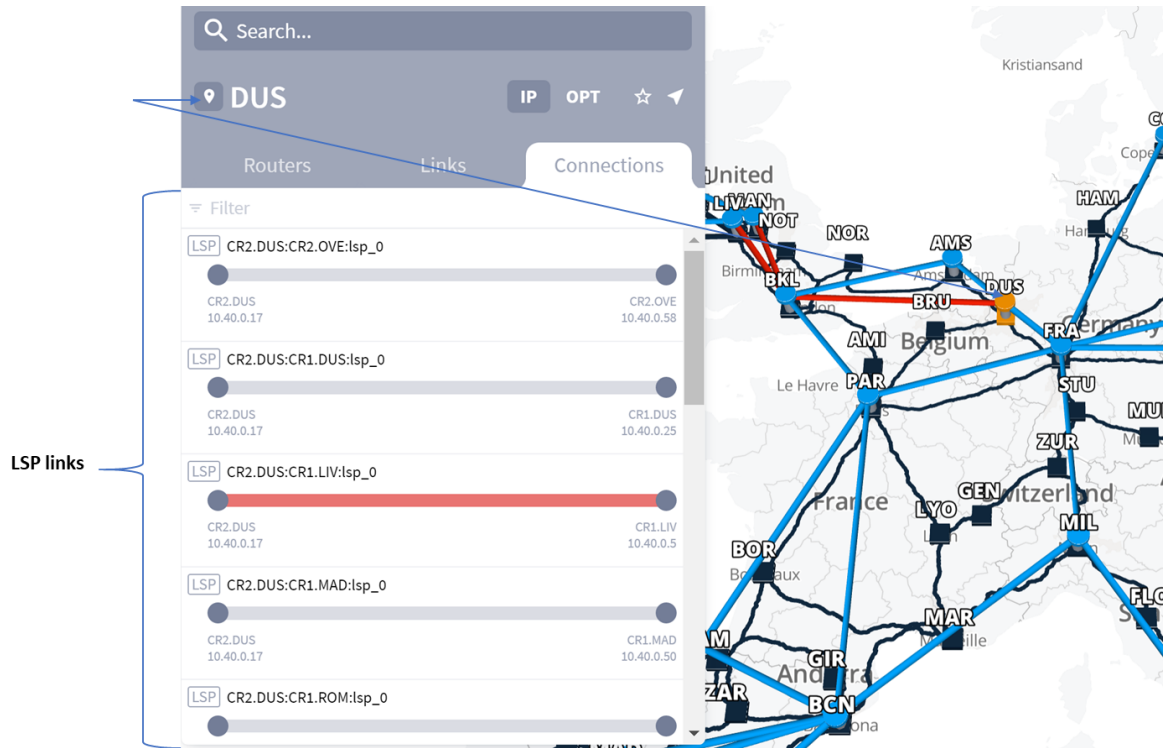 Search...
DUS
IP
OPT
Routers
Links
Connections
Filter
LSP
CR2.DUS:CR2.OVE:lsp_0
CR2.DUS
CR2.OVE
10.40.0.17
10.40.0.58
LSP
CR2.DUS:CR1.DUS:lsp_0
CR2.DUS
CR1.DUS
10.40.0.17
10.40.0.25
LSP links
LSP
CR2.DUS:CR1.LIV:lsp_0
CR2.DUS
CR1.LIV
10.40.0.17
10.40.0.5
LSP
CR2.DUS:CR1.MAD:lsp_0
CR2.DUS
CR1.MAD
10.40.0.17
10.40.0.50
LSP
CR2.DUS:CR1.ROM:lsp_0
Kristiansand
United
LIV
NOT
NOR
HAM
AMS
BKL
DUS
BRU
Germany
FRA
AMI
Belgium
Le Havre
PAR
STU
ZUR
GEN
Switzerland
France
LYO
MIL
BOR
MAR
GIR
ZAR
BCN